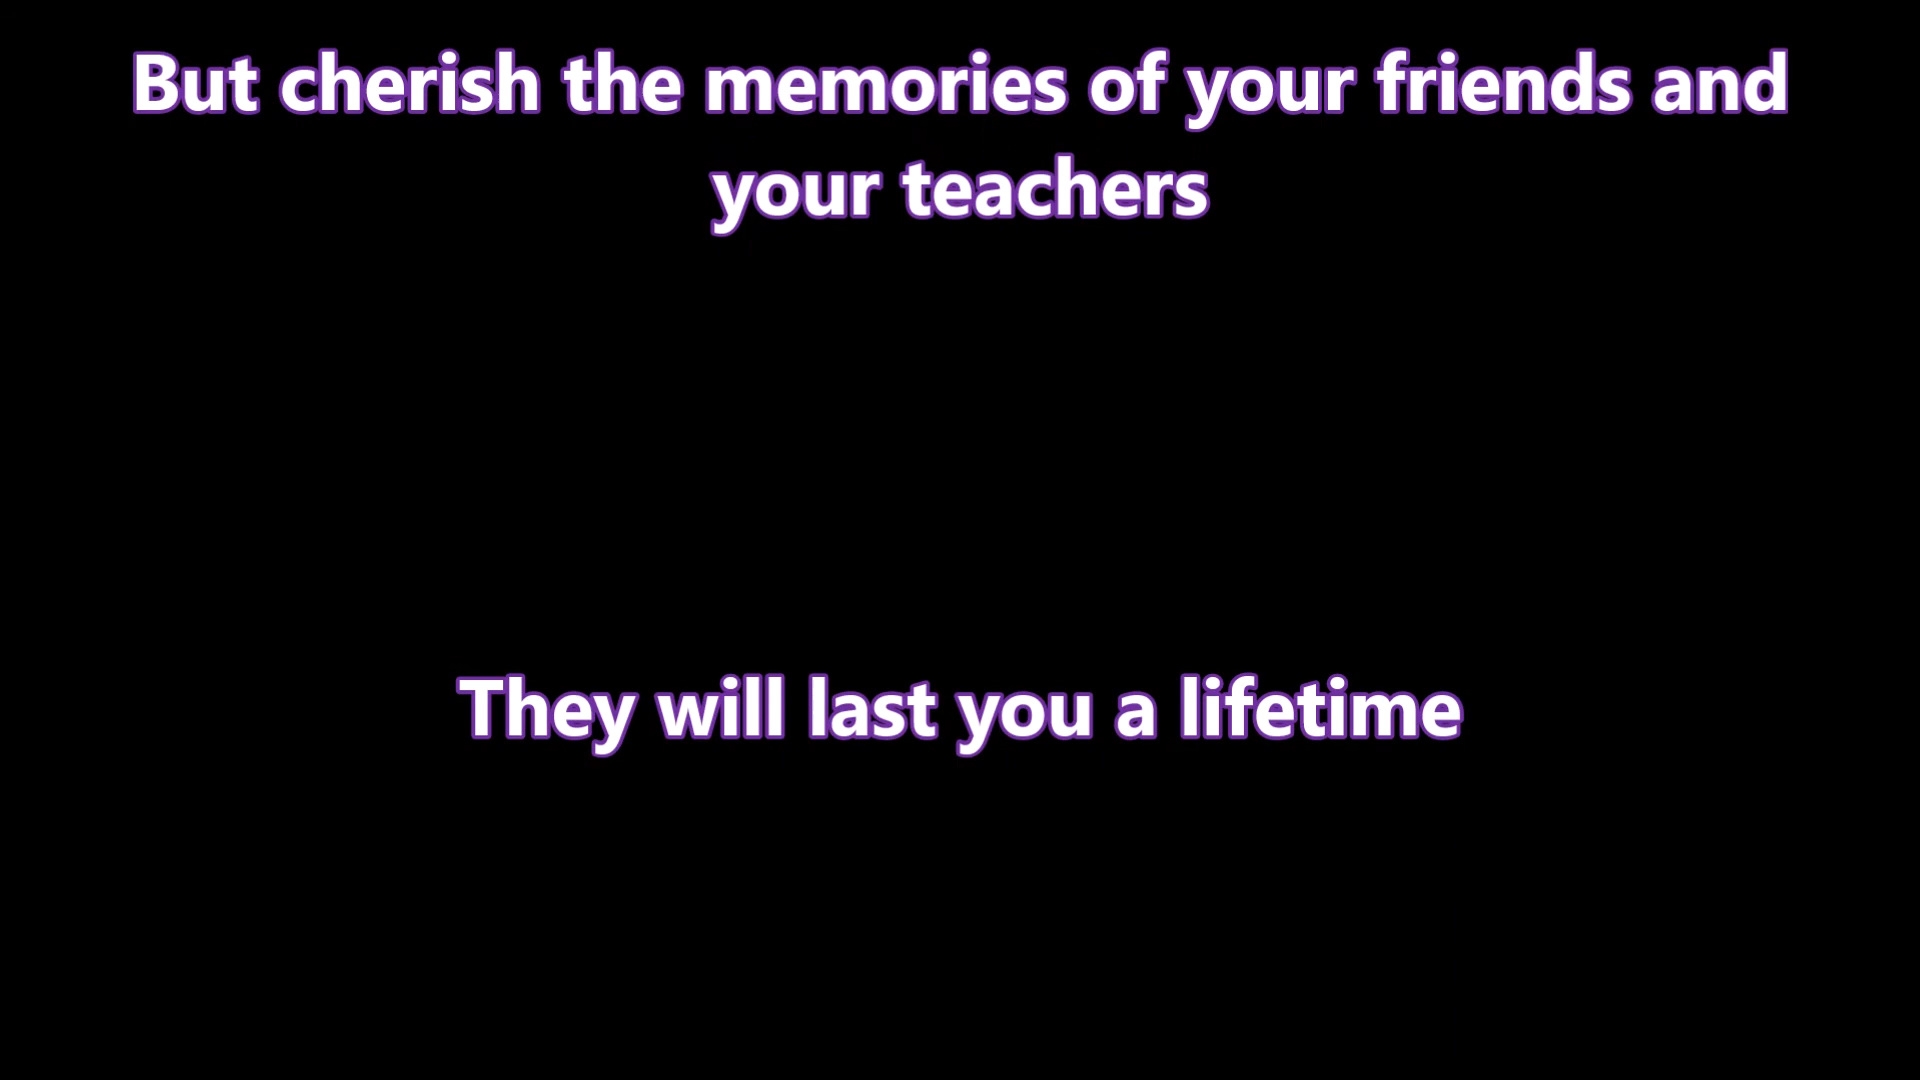 But cherish the memories of your friends and
your teachers
They will last you a lifetime